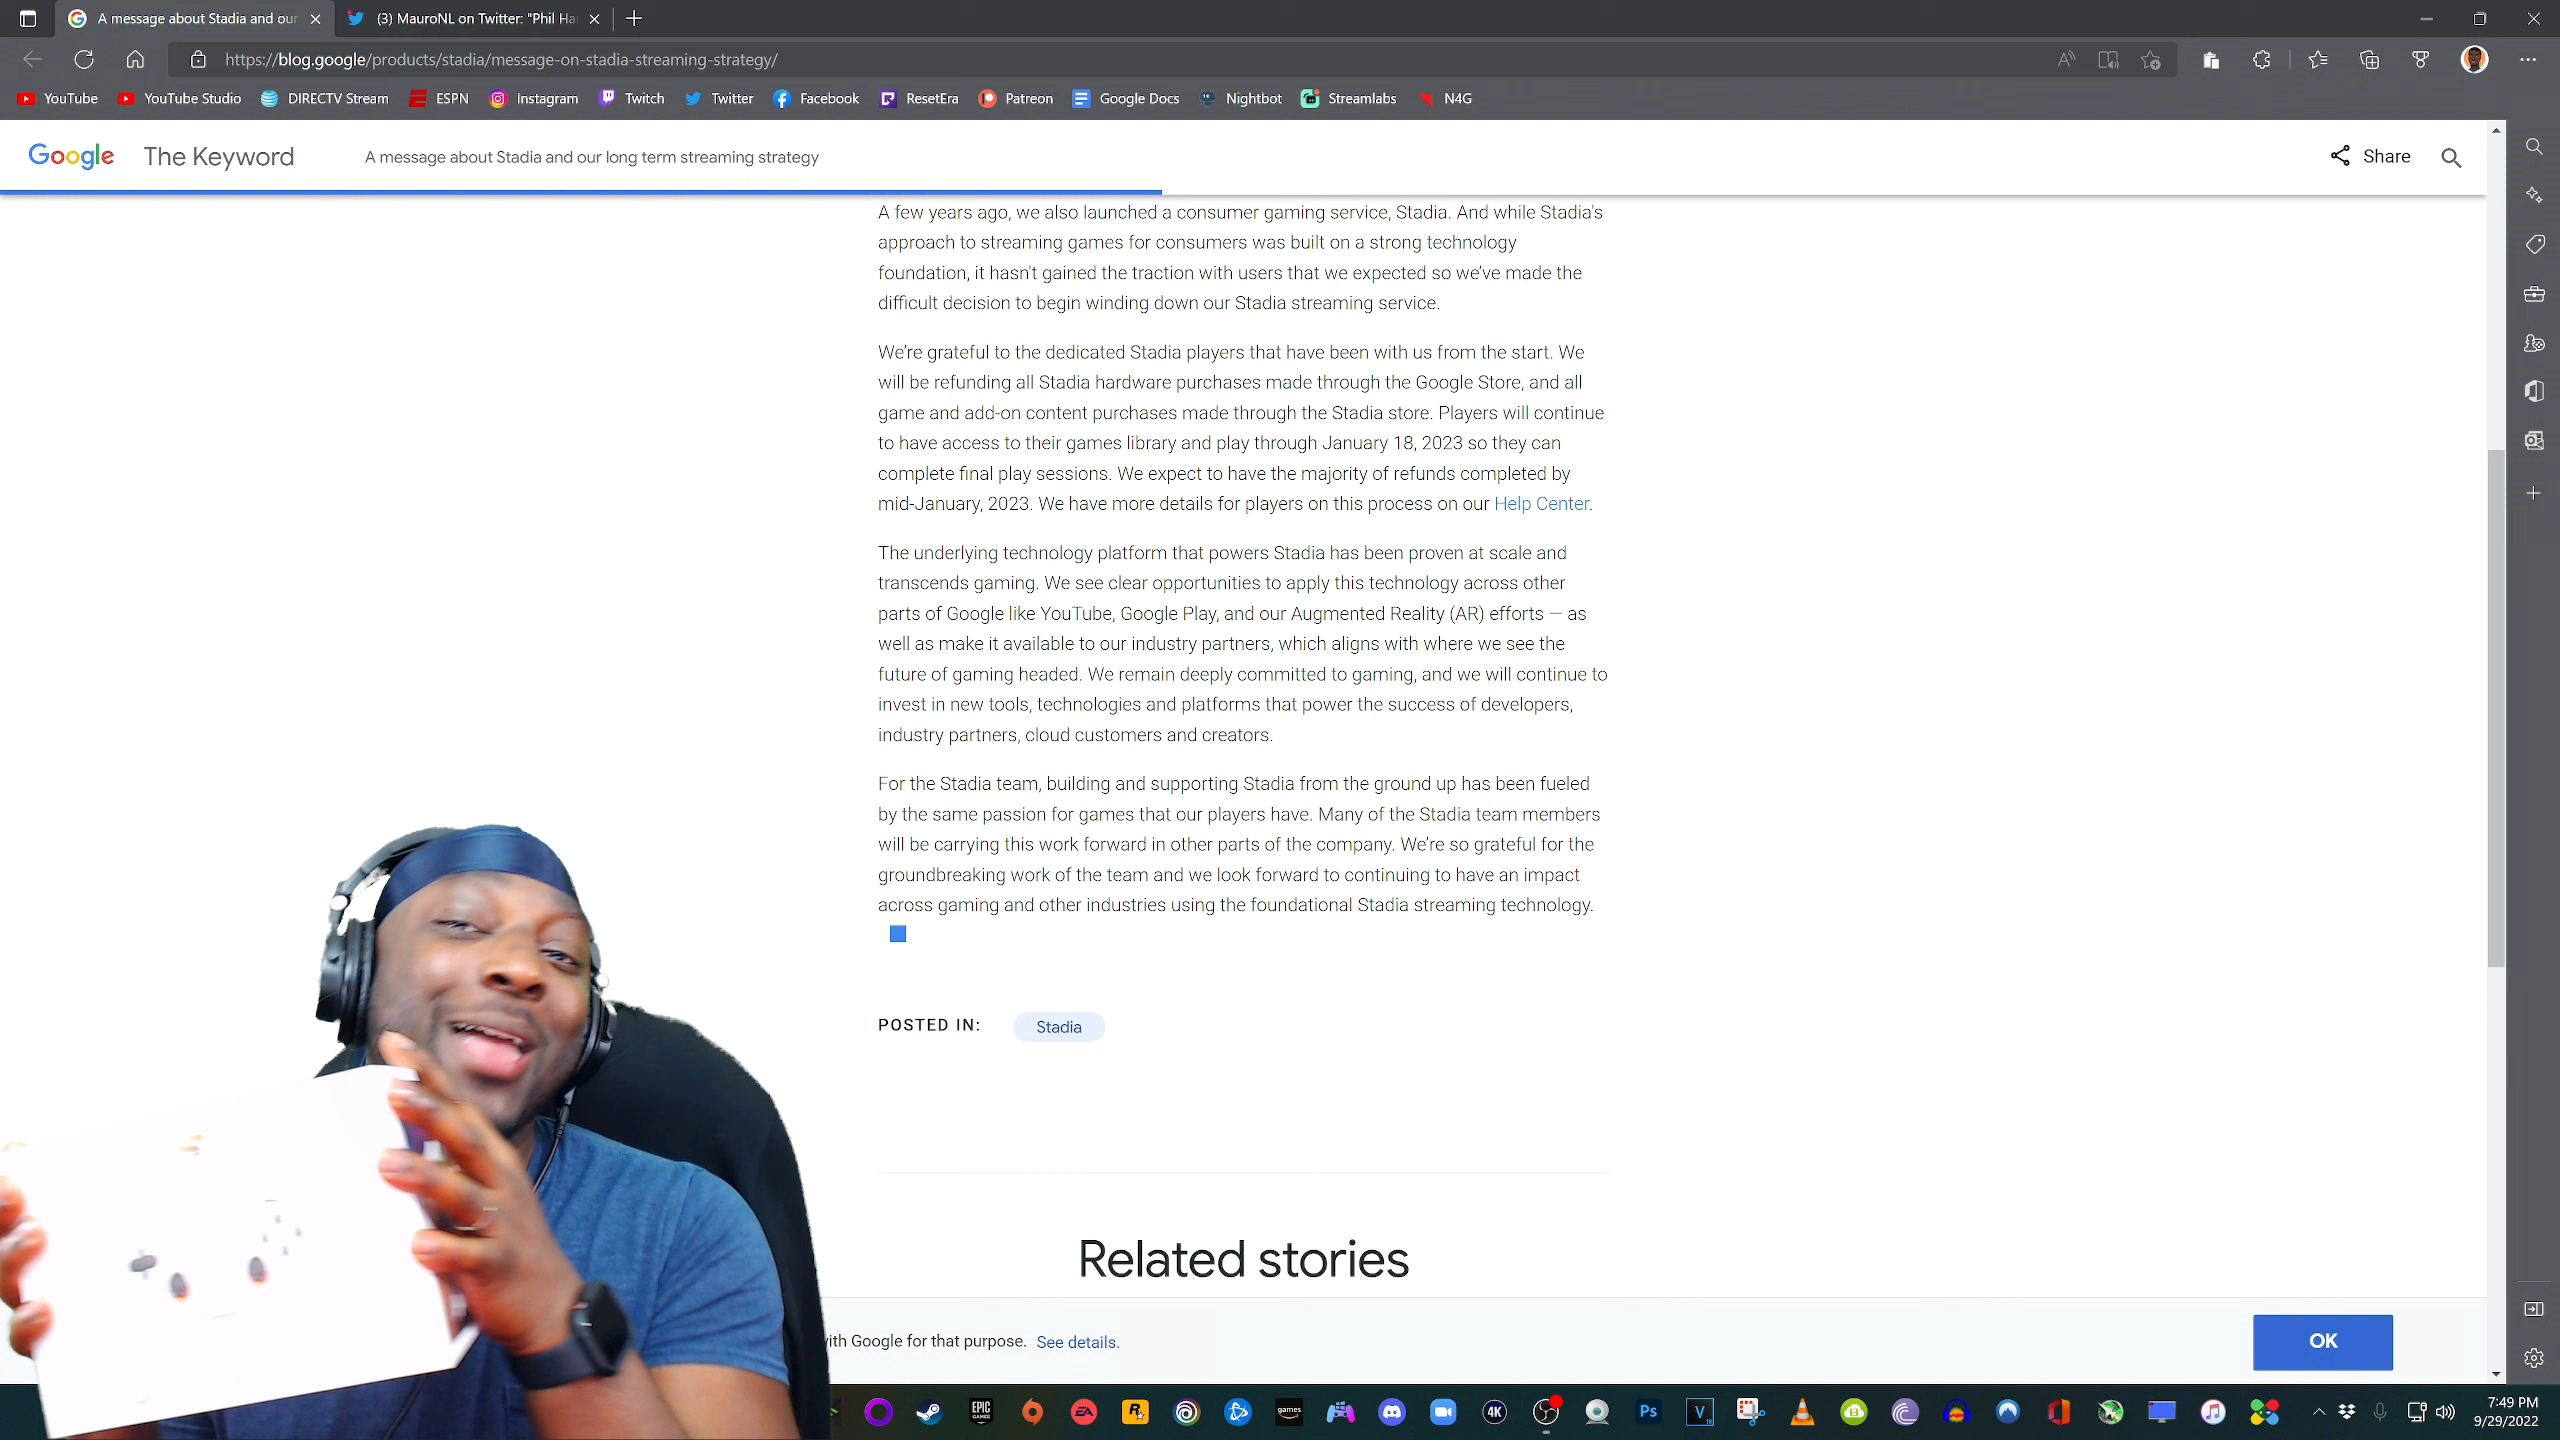 A message about Stadia and our
(3) MauroNL on Twitter: "Phil Ha
https://blog.google/products/stadia/message-on-stadia-streaming-strategy/
YouTube YouTube Studio DIRECTV Stream ESPN Instagram Twitch Twitter Facebook ResetEra Patreon Google Docs Nightbot Streamlabs N4G
Google The Keyword A message about Stadia and our long term streaming strategy Share
A few years ago, we also launched a consumer gaming service, Stadia. And while Stadia's
approach to streaming games for consumers was built on a strong technology
foundation, it hasn't gained the traction with users that we expected so we've made the
difficult decision to begin winding down our Stadia streaming service.
We're grateful to the dedicated Stadia players that have been with us from the start. We
will be refunding all Stadia hardware purchases made through the Google Store, and all
game and add-on content purchases made through the Stadia store. Players will continue
to have access to their games library and play through January 18, 2023 so they can
complete final play sessions. We expect to have the majority of refunds completed by
mid-January, 2023. We have more details for players on this process on our Help Center.
The underlying technology platform that powers Stadia has been proven at scale and
transcends gaming. We see clear opportunities to apply this technology across other
parts of Google like YouTube, Google Play, and our Augmented Reality (AR) efforts — as
well as make it available to our industry partners, which aligns with where we see the
future of gaming headed. We remain deeply committed to gaming, and we will continue to
invest in new tools, technologies and platforms that power the success of developers,
industry partners, cloud customers and creators.
For the Stadia team, building and supporting Stadia from the ground up has been fueled
by the same passion for games that our players have. Many of the Stadia team members
will be carrying this work forward in other parts of the company. We're so grateful for the
groundbreaking work of the team and we look forward to continuing to have an impact
across gaming and other industries using the foundational Stadia streaming technology.
POSTED IN: Stadia
Related stories
with Google for that purpose. See details. OK
EPIC GAMES EA R games 4K Ps V
7:49 PM
9/29/2022